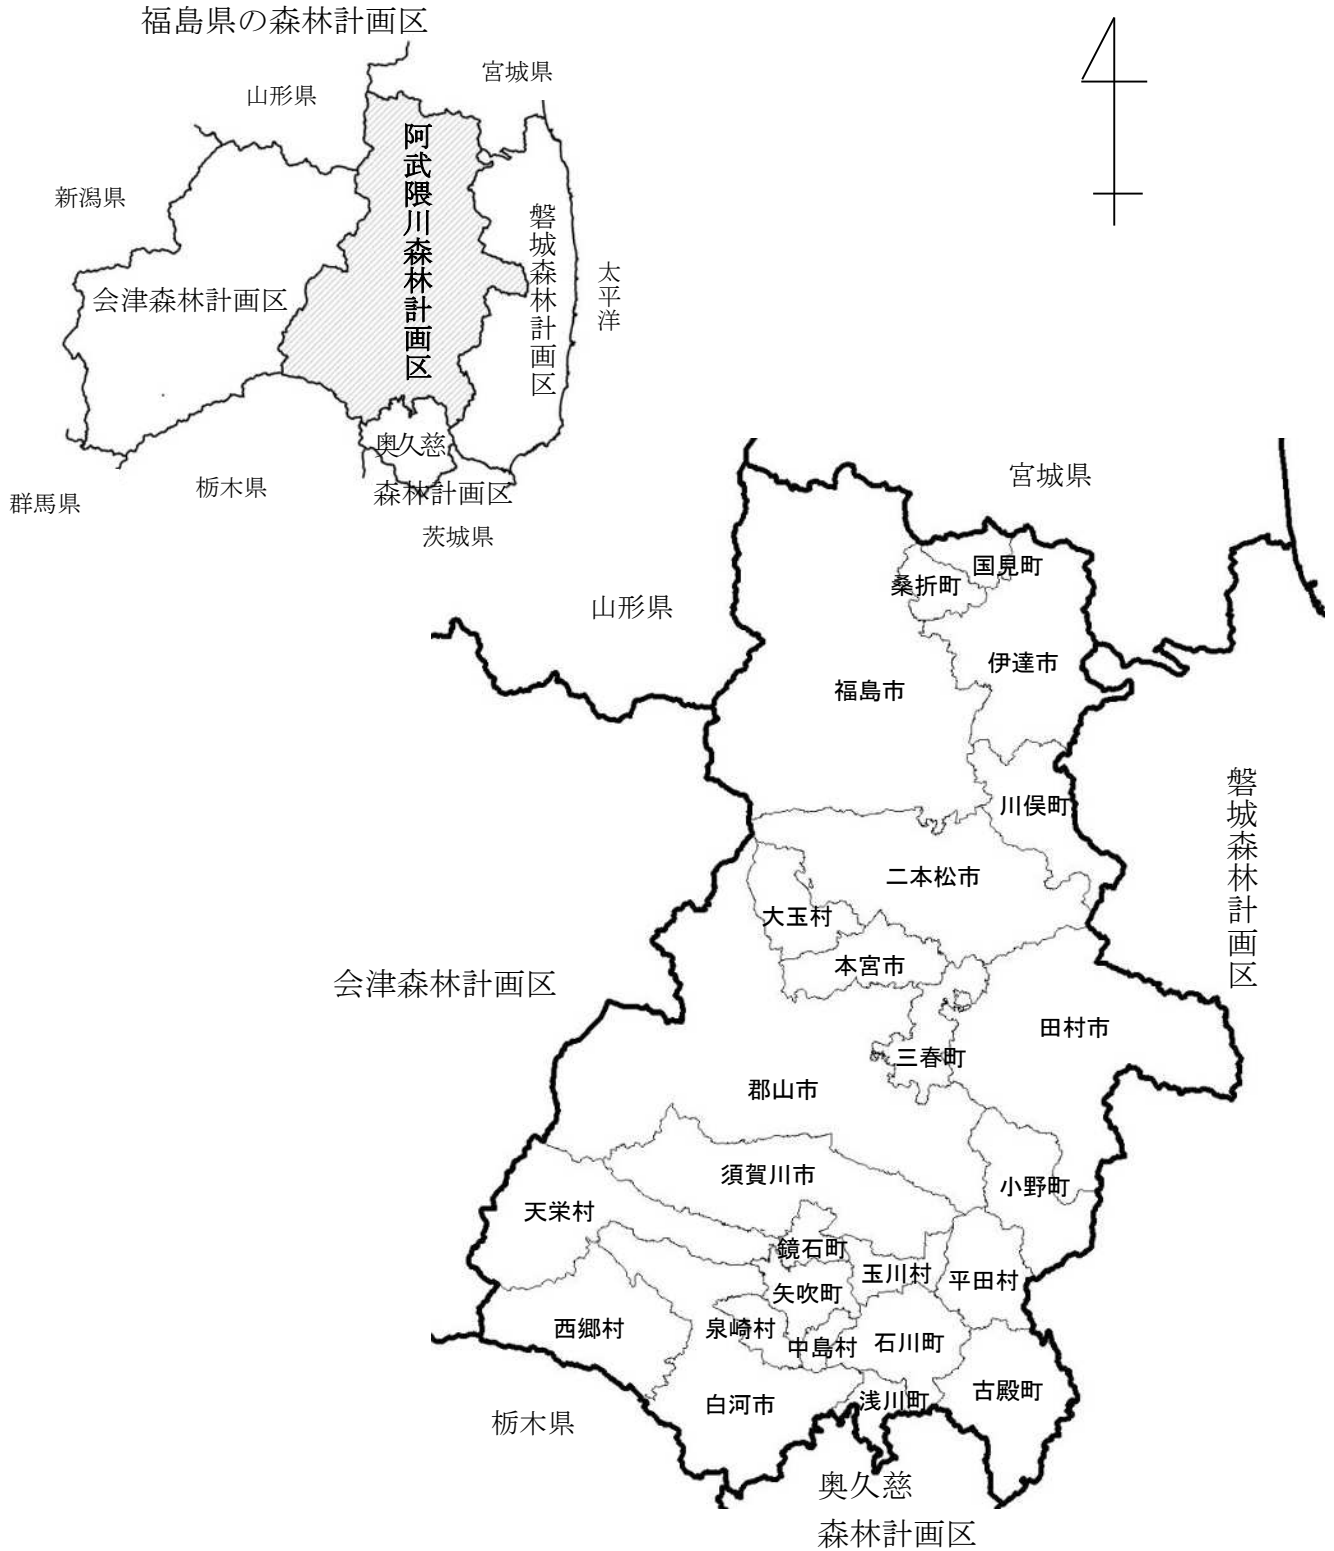 福島県の森林計画区
宮城県
山形県
阿武隈川森林計画区
新潟県
磐城森林計画区
太平洋
会津森林計画区
奥久慈
森林計画区
栃木県
群馬県
茨城県
宮城県
国見町
桑折町
山形県
伊達市
福島市
川俣町
磐城森林計画区
二本松市
大玉村
本宮市
会津森林計画区
田村市
三春町
郡山市
須賀川市
小野町
天栄村
鏡石町
玉川村
平田村
矢吹町
西郷村
泉崎村
中島村
石川町
古殿町
白河市
浅川町
栃木県
奥久慈
森林計画区